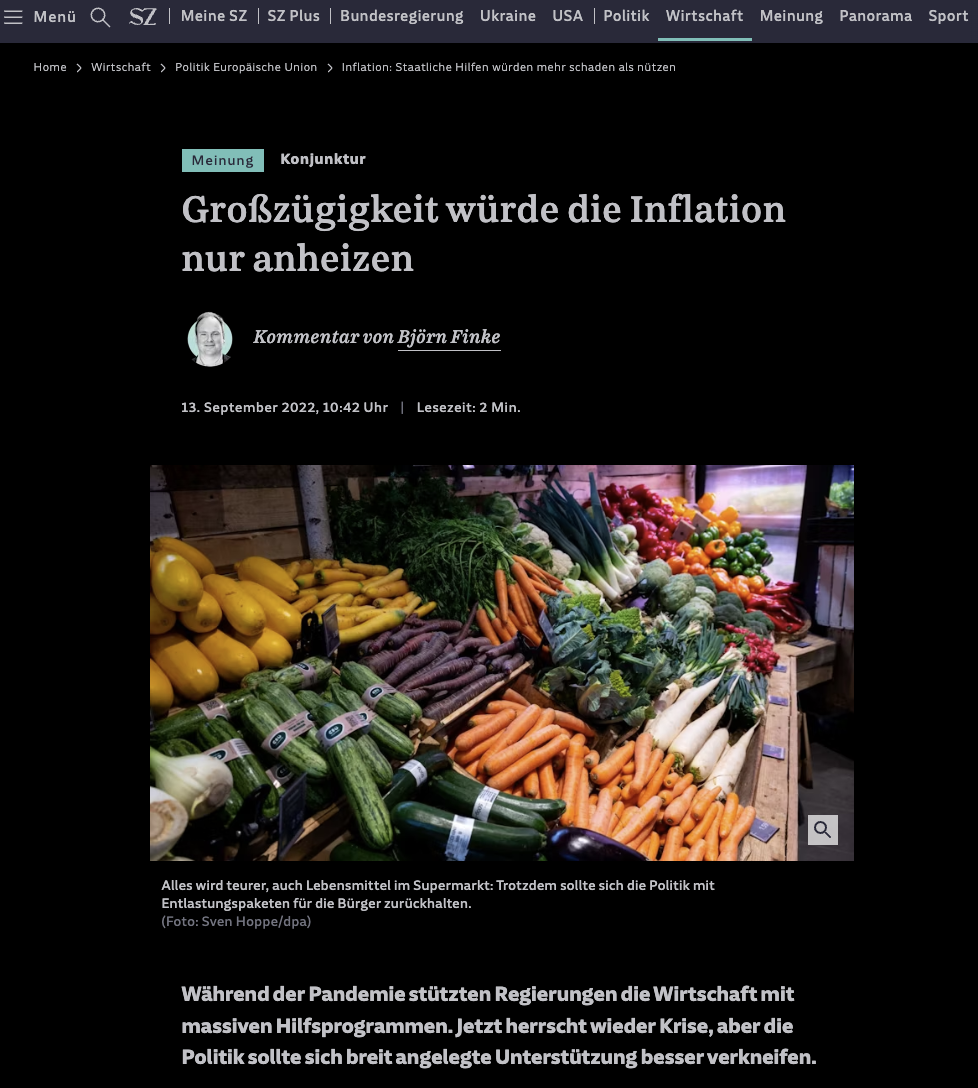 Menü SZ Meine SZ SZ Plus Bundesregierung Ukraine USA Politik Wirtschaft Meinung Panorama Sport
Home > Wirtschaft > Politik Europäische Union > Inflation: Staatliche Hilfen würden mehr schaden als nützen
Meinung Konjunktur
Großzügigkeit würde die Inflation
nur anheizen
Kommentar von Björn Finke
13. September 2022, 10:42 Uhr | Lesezeit: 2 Min.
Alles wird teurer, auch Lebensmittel im Supermarkt: Trotzdem sollte sich die Politik mit
Entlastungspaketen für die Bürger zurückhalten.
(Foto: Sven Hoppe/dpa)
Während der Pandemie stützten Regierungen die Wirtschaft mit
massiven Hilfsprogrammen. Jetzt herrscht wieder Krise, aber die
Politik sollte sich breit angelegte Unterstützung besser verkneifen.